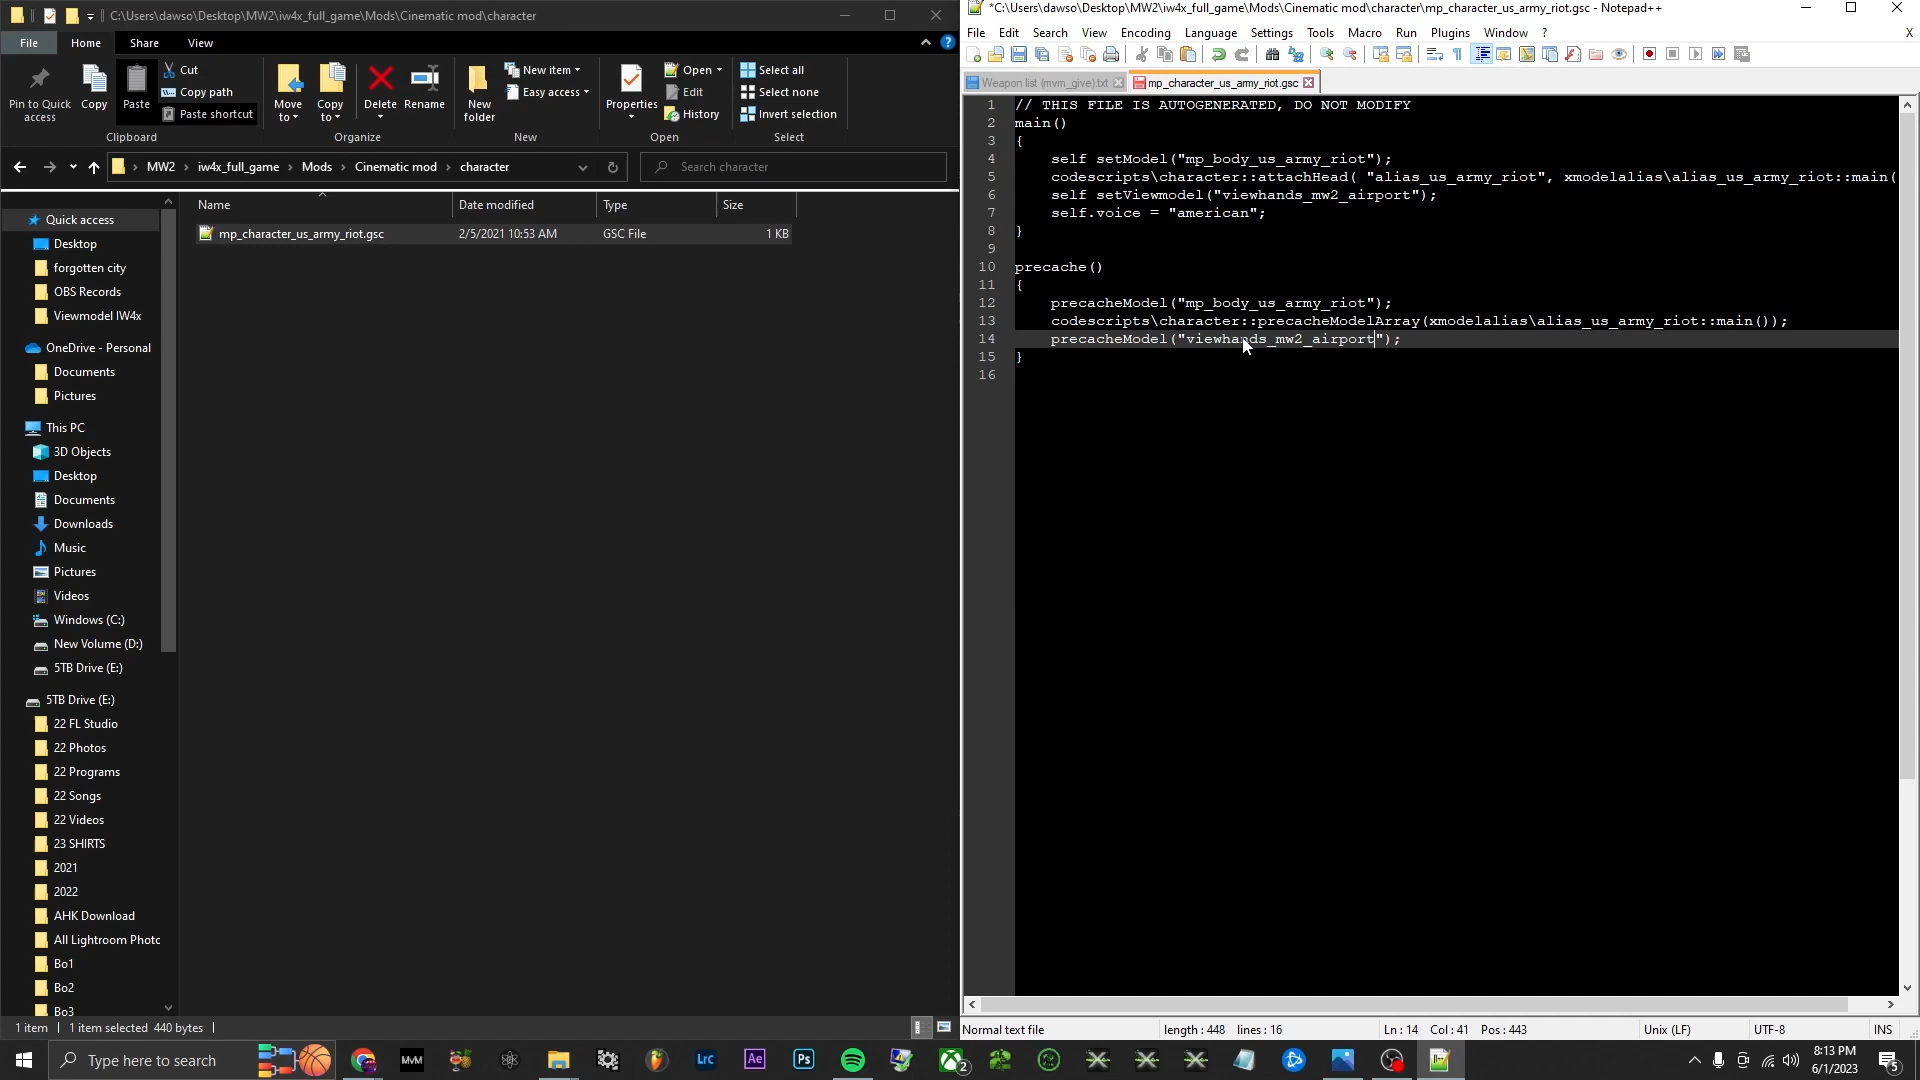 C:\Users\dawso\Desktop\MW2\iw4x_full_game\Mods\Cinematic mod\character
File Home Share View
Pin to Quick access
Copy
Paste
Cut
Copy path
Paste shortcut
Clipboard
Move to
Copy to
Delete
Rename
Organize
New folder
New item
Easy access
New
Properties
Open
Edit
History
Open
Select all
Select none
Invert selection
Select
MW2 › iw4x_full_game › Mods › Cinematic mod › character
Search character
Name Date modified Type Size
mp_character_us_army_riot.gsc 2/5/2021 10:53 AM GSC File 1 KB
Quick access
Desktop
forgotten city
OBS Records
Viewmodel IW4x
OneDrive - Personal
Documents
Pictures
This PC
3D Objects
Desktop
Documents
Downloads
Music
Pictures
Videos
Windows (C:)
New Volume (D:)
5TB Drive (E:)
5TB Drive (E:)
22 FL Studio
22 Photos
22 Programs
22 Songs
22 Videos
23 SHIRTS
2021
2022
AHK Download
All Lightroom Photc
Bo1
Bo2
Bo3
1 item 1 item selected 440 bytes
*C:\Users\dawso\Desktop\MW2\iw4x_full_game\Mods\Cinematic mod\character\mp_character_us_army_riot.gsc - Notepad++
File Edit Search View Encoding Language Settings Tools Macro Run Plugins Window ? X
Weapon list (mvm_give).txt mp_character_us_army_riot.gsc
1 // THIS FILE IS AUTOGENERATED, DO NOT MODIFY
2 main()
3 {
4 self setModel("mp_body_us_army_riot");
5 codescripts\character::attachHead( "alias_us_army_riot", xmodelalias\alias_us_army_riot::main(
6 self setViewmodel("viewhands_mw2_airport");
7 self.voice = "american";
8 }
9
10 precache()
11 {
12 precacheModel("mp_body_us_army_riot");
13 codescripts\character::precacheModelArray(xmodelalias\alias_us_army_riot::main());
14 precacheModel("viewhands_mw2_airport");
15 }
16
Normal text file length : 448 lines : 16 Ln : 14 Col : 41 Pos : 443 Unix (LF) UTF-8 INS
Type here to search
MvM
Lrc
Ae
Ps
2
8:13 PM
6/1/2023
5